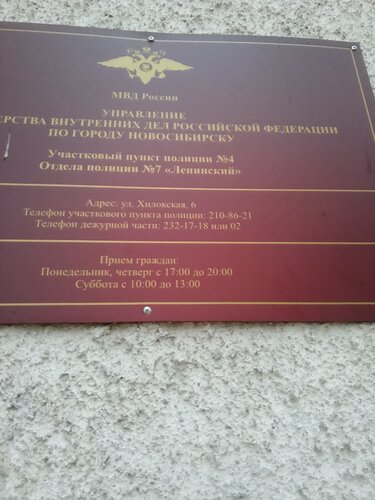 МВД России
УПРАВЛЕНИЕ
ЕРСТВА ВНУТРЕННИХ ДЕЛ РОССИЙСКОЙ ФЕДЕРАЦИИ
ПО ГОРОДУ НОВОСИБИРСКУ
Участковый пункт полиции №4
Отдела полиции №7 «Ленинский»
Адрес: ул. Хилокская, 6
Телефон участкового пункта полиции: 210-86-21
Телефон дежурной части: 232-17-18 или 02
Прием граждан:
Понедельник, четверг с 17:00 до 20:00
Суббота с 10:00 до 13:00